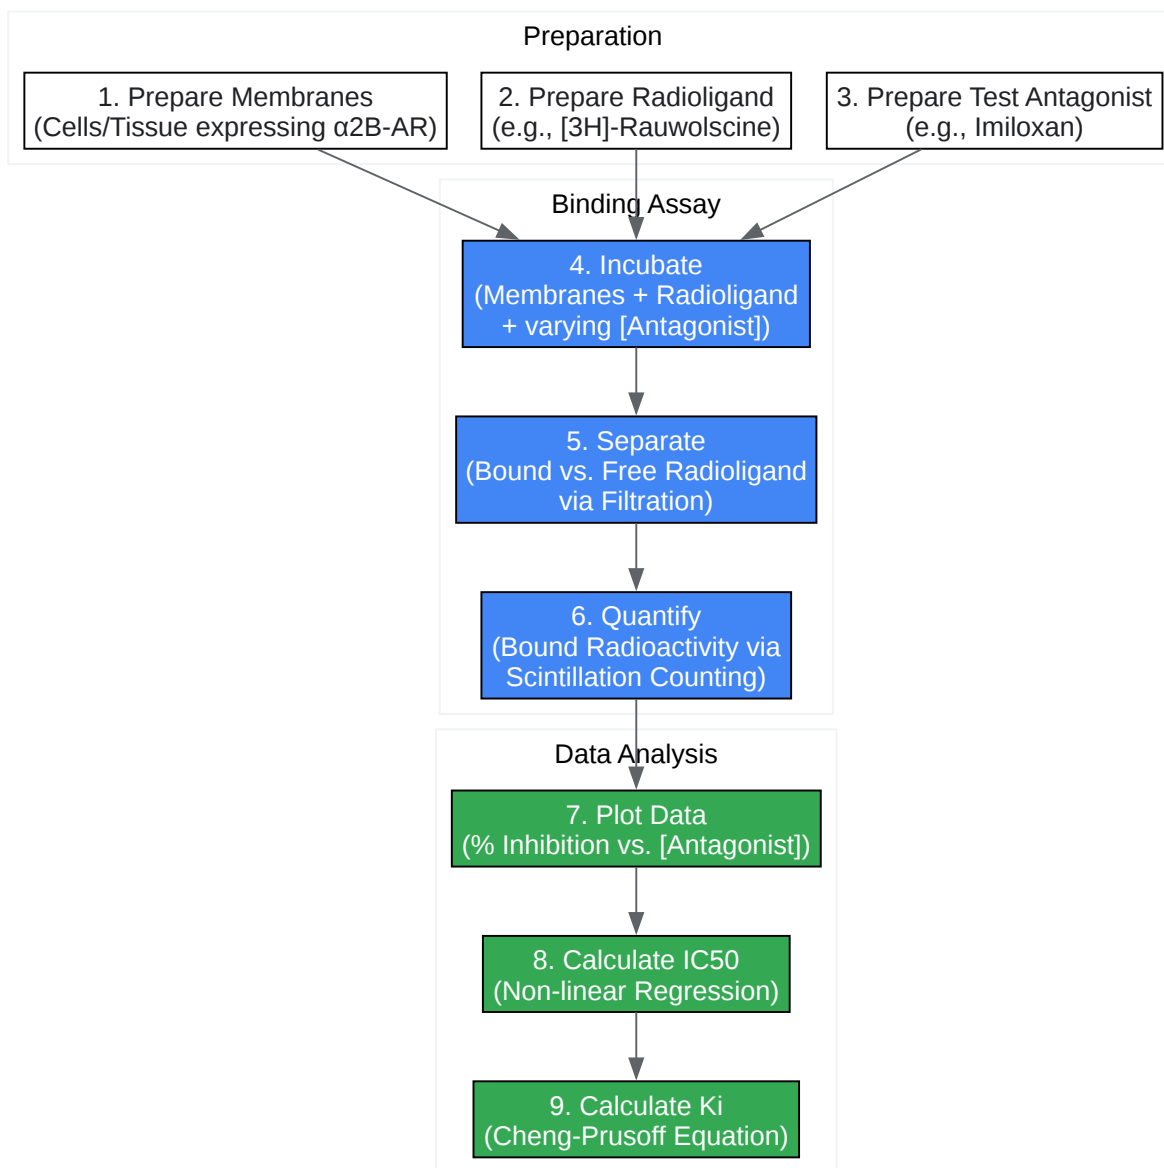 Preparation
1. Prepare Membranes
(Cells/Tissue expressing α2B-AR)
2. Prepare Radioligand
(e.g., [3H]-Rauwolscine)
3. Prepare Test Antagonist
(e.g., Imiloxan)
Binding Assay
4. Incubate
(Membranes + Radioligand
+ varying [Antagonist])
5. Separate
(Bound vs. Free Radioligand
via Filtration)
6. Quantify
(Bound Radioactivity via
Scintillation Counting)
Data Analysis
7. Plot Data
(% Inhibition vs. [Antagonist])
8. Calculate IC50
(Non-linear Regression)
9. Calculate Ki
(Cheng-Prusoff Equation)